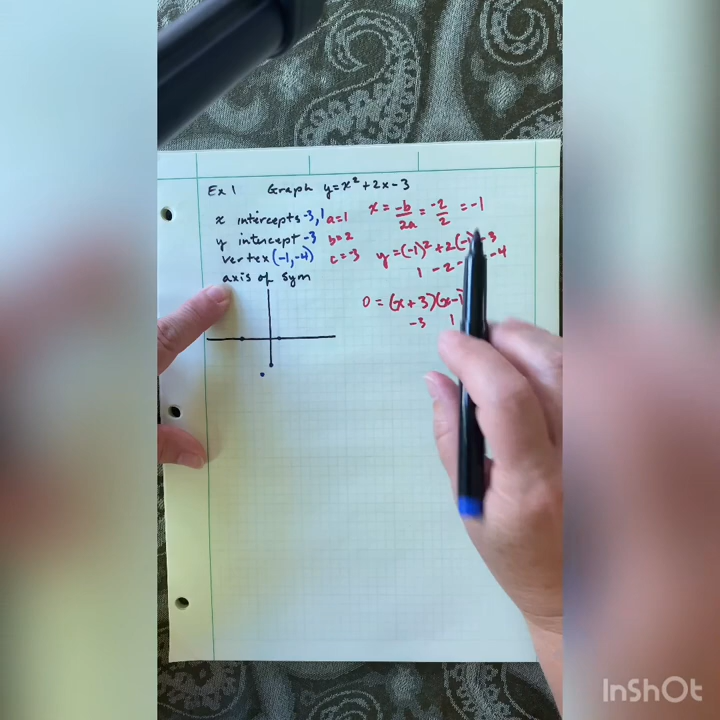 Ex 1 Graph y = x² + 2x - 3
x intercepts -3, 1 a = 1
y intercept -3 b = 2
vertex (-1, -4) c = -3
axis of sym
x = -b/2a = -2/2 = -1
y = (-1)² + 2(-1) - 3
1 - 2 - -4
0 = (x + 3)(x - 1)
-3 1
InShOt